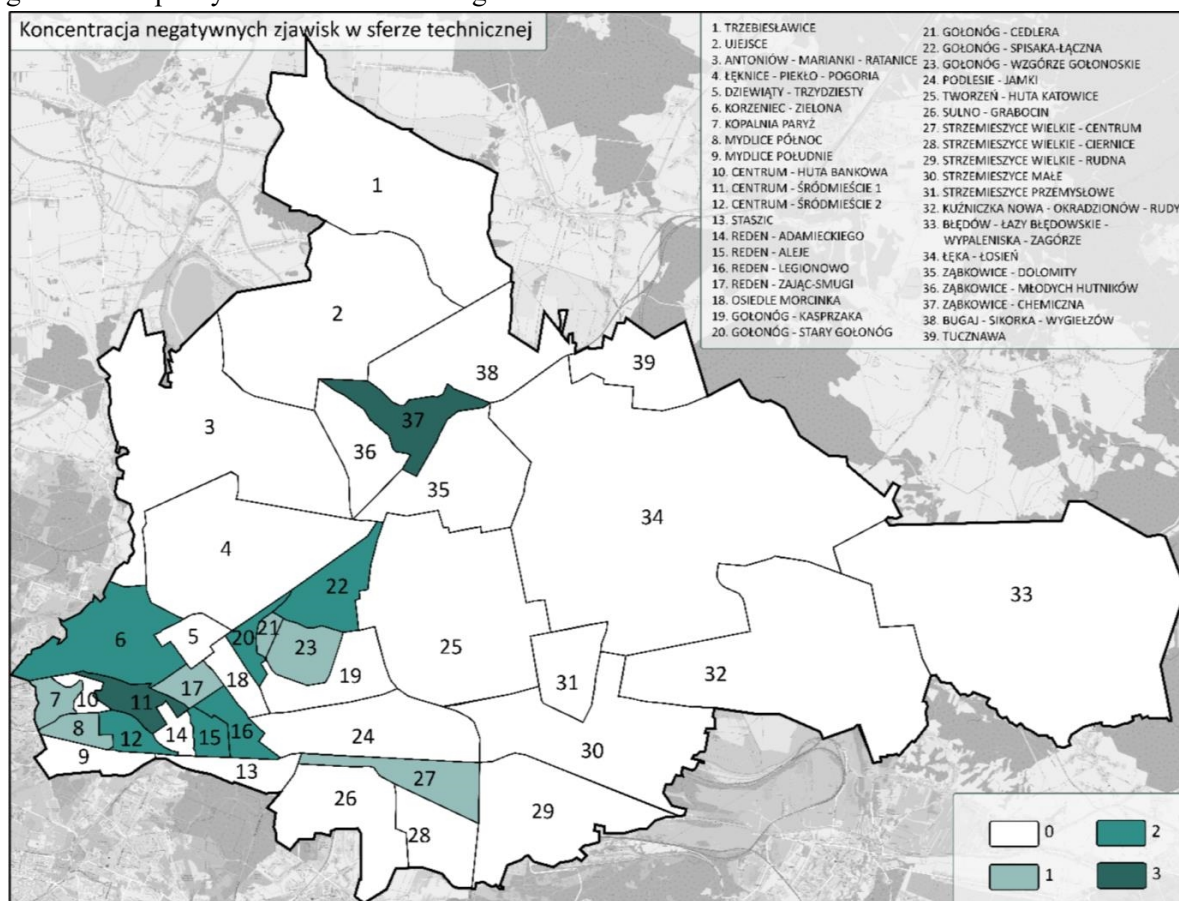 Koncentracja negatywnych zjawisk w sferze technicznej
1. TRZEBIESŁAWICE
2. UJEJSCE
3. ANTONIÓW - MARIANKI - RATANICE
4. ŁĘKNICE - PIEKŁO - POGORIA
5. DZIEWIĄTY - TRZYDZIESTY
6. KORZENIEC - ZIELONA
7. KOPALNIA PARYŻ
8. MYDLICE PÓŁNOC
9. MYDLICE POŁUDNIE
10. CENTRUM - HUTA BANKOWA
11. CENTRUM - ŚRÓDMIEŚCIE 1
12. CENTRUM - ŚRÓDMIEŚCIE 2
13. STASZIC
14. REDEN - ADAMIECKIEGO
15. REDEN - ALEJE
16. REDEN - LEGIONOWO
17. REDEN - ZAJĄC-SMUGI
18. OSIEDLE MORCINKA
19. GOŁONÓG - KASPRZAKA
20. GOŁONÓG - STARY GOŁONÓG
21. GOŁONÓG - CEDLERA
22. GOŁONÓG - SPISAKA-ŁĄCZNA
23. GOŁONÓG - WZGÓRZE GOŁONOSKIE
24. PODLESIE - JAMKI
25. TWORZEŃ - HUTA KATOWICE
26. SULNO - GRABOCIN
27. STRZEMIESZYCE WIELKIE - CENTRUM
28. STRZEMIESZYCE WIELKIE - CIERNICE
29. STRZEMIESZYCE WIELKIE - RUDNA
30. STRZEMIESZYCE MAŁE
31. STRZEMIESZYCE PRZEMYSŁOWE
32. KUŹNICZKA NOWA - OKRADZIONÓW - RUDY
33. BŁĘDÓW - ŁAZY BŁĘDOWSKIE -
WYPALENISKA - ZAGÓRZE
34. ŁĘKA - ŁOSIEŃ
35. ZĄBKOWICE - DOLOMITY
36. ZĄBKOWICE - MŁODYCH HUTNIKÓW
37. ZĄBKOWICE - CHEMICZNA
38. BUGAJ - SIKORKA - WYGIEŁZÓW
39. TUCZNAWA
1
2
39
38
37
3
36
35
34
4
22
33
6
5
20
21
23
25
18
19
31
32
17
7
10
11
14
15
16
8
12
24
30
9
13
27
26
28
29
0
2
1
3